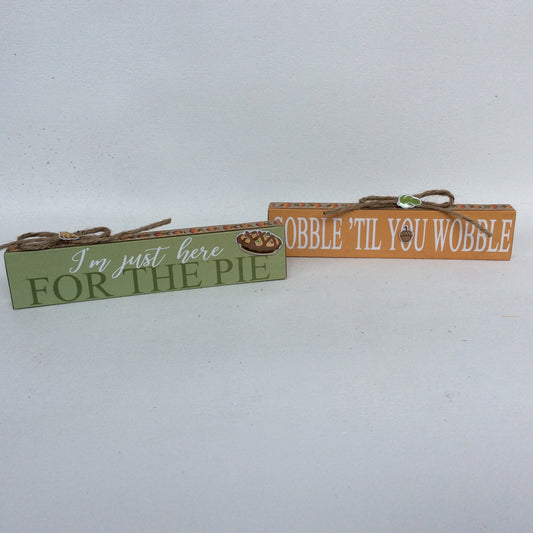 I'm just here
FOR THE PIE
GOBBLE 'TIL YOU WOBBLE